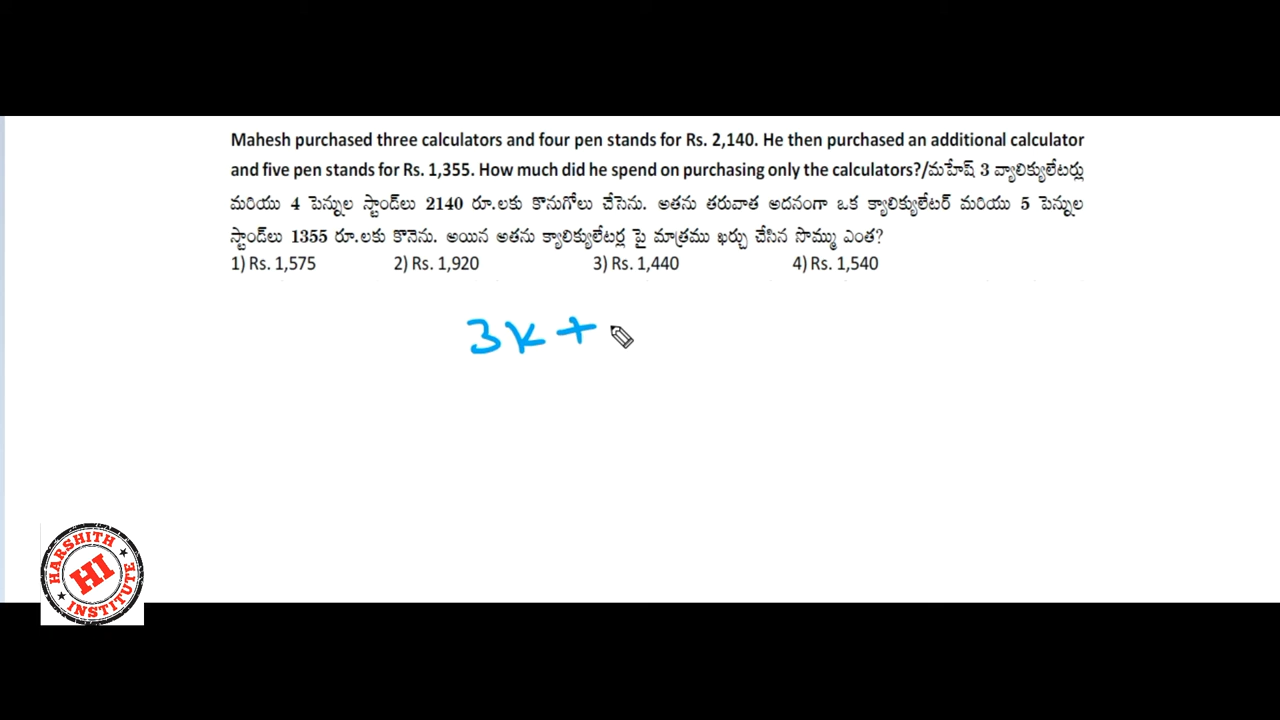 Mahesh purchased three calculators and four pen stands for Rs. 2,140. He then purchased an additional calculator
and five pen stands for Rs. 1,355. How much did he spend on purchasing only the calculators?/మహేష్ 3 వ్యాలిక్యులేటర్లు
మరియు 4 పెన్నుల స్టాండ్‌లు 2140 రూ.లకు కొనుగోలు చేసెను. అతను తరువాత అదనంగా ఒక క్యాలిక్యులేటర్ మరియు 5 పెన్నుల
స్టాండ్‌లు 1355 రూ.లకు కొనెను. అయిన అతను క్యాలిక్యులేటర్ల పై మాత్రము ఖర్చు చేసిన సొమ్ము ఎంత?
1) Rs. 1,575 2) Rs. 1,920 3) Rs. 1,440 4) Rs. 1,540
3k +
HARSHITH
HI
INSTITUTE